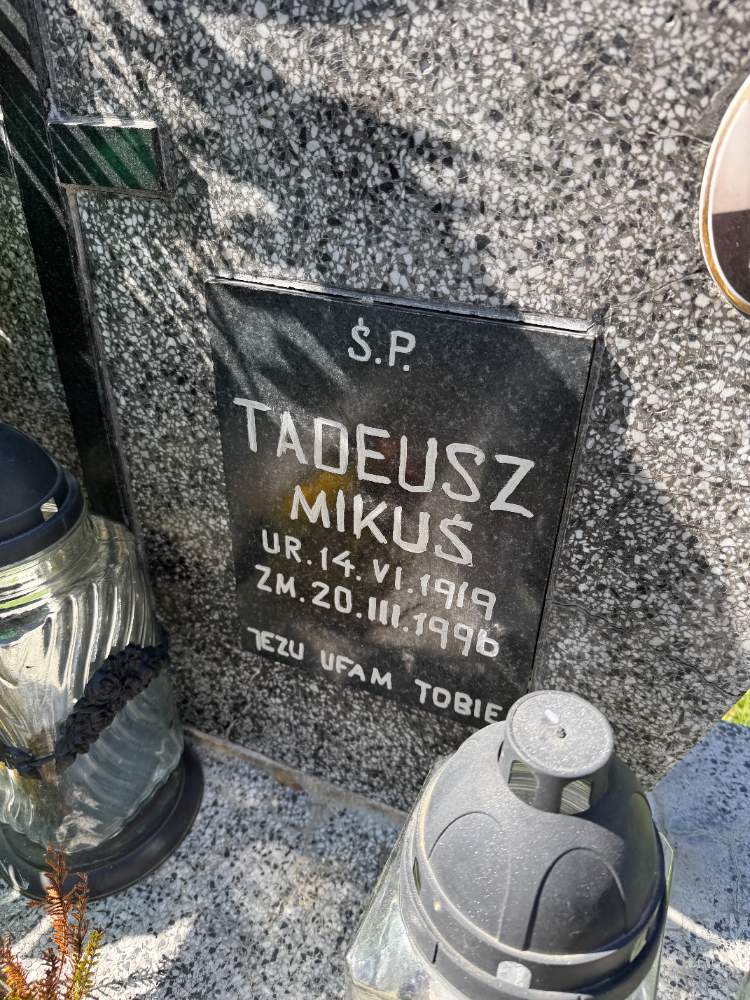 Ś.P.
TADEUSZ
MIKUŚ
UR.14.VI.1919
ZM.20.III.1996
JEZU UFAM TOBIE